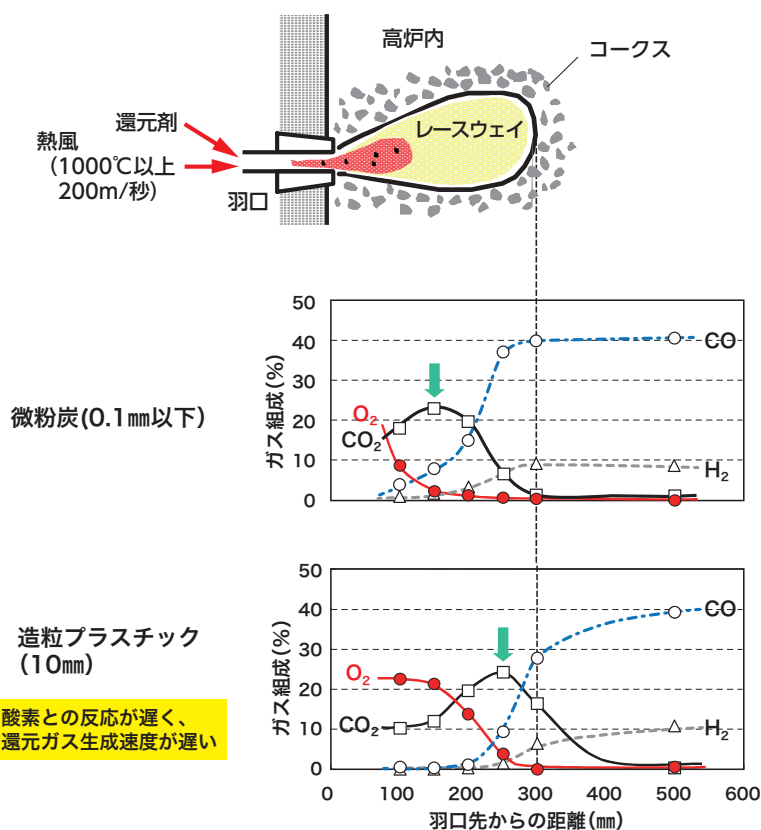 高炉内
コークス
還元剤
レースウェイ
熱風
(1000℃以上
200m/秒)
羽口
50
40
30
20
10
0
ガス組成(%)
微粉炭(0.1mm以下)
O₂
CO₂
CO
H₂
50
40
30
20
10
0
ガス組成(%)
造粒プラスチック
(10mm)
O₂
CO₂
CO
H₂
酸素との反応が遅く、
還元ガス生成速度が遅い
0 100 200 300 400 500 600
羽口先からの距離(mm)